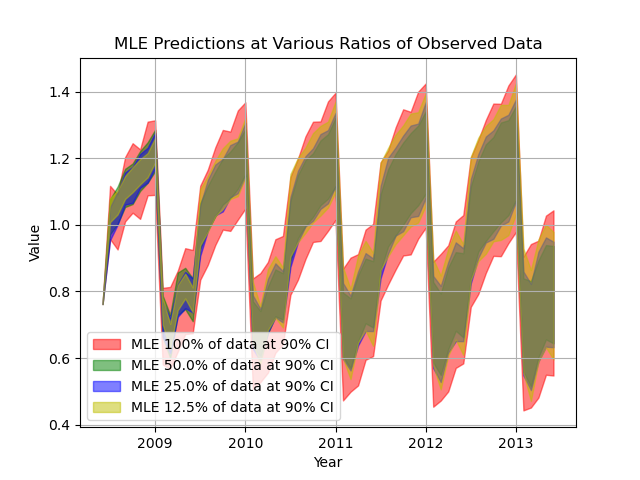 MLE Predictions at Various Ratios of Observed Data
Value
1.4
1.2
1.0
0.8
0.6
0.4
MLE 100% of data at 90% CI
MLE 50.0% of data at 90% CI
MLE 25.0% of data at 90% CI
MLE 12.5% of data at 90% CI
2009 2010 2011 2012 2013
Year